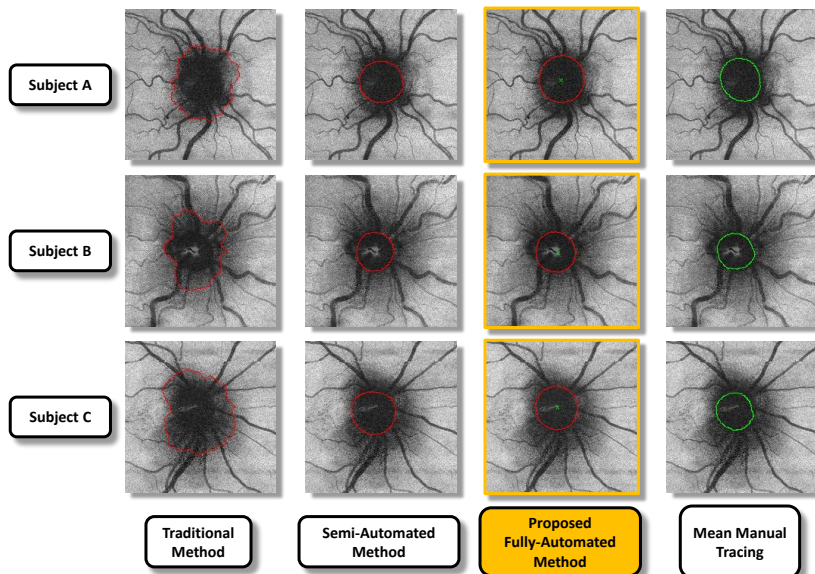 Subject A
Subject B
Subject C
Traditional
Method
Semi-Automated
Method
Proposed
Fully-Automated
Method
Mean Manual
Tracing